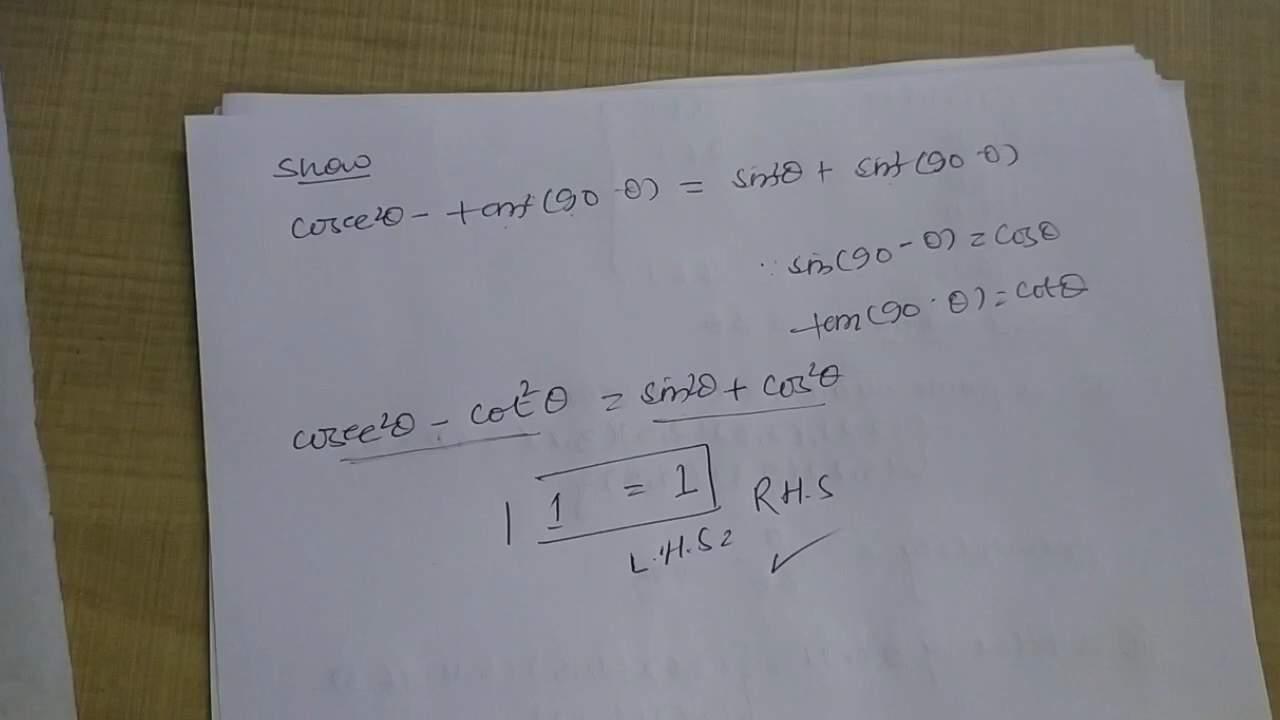 Show
cosec²θ - tan²(90-θ) = sin²θ + sin²(90-θ)
∵ sin(90-θ) = cosθ
tan(90-θ) = cotθ
cosec²θ - cot²θ = sin²θ + cos²θ
1 = 1
L.H.S = R.H.S ✓